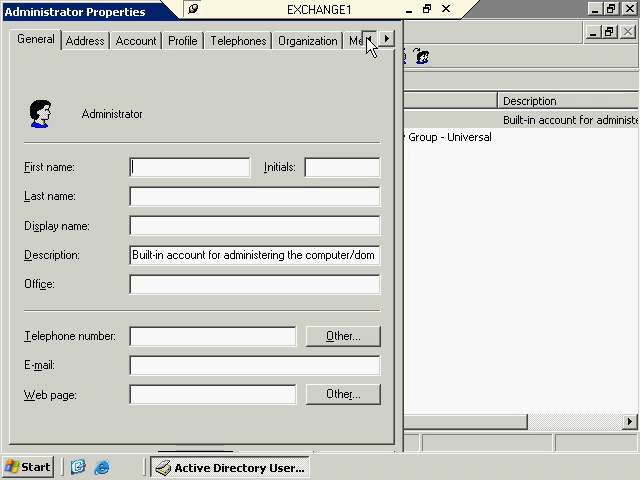 Administrator Properties
EXCHANGE1
General Address Account Profile Telephones Organization
Description
Administrator
Built-in account for administe
Group - Universal
First name:
Initials:
Last name:
Display name:
Description: Built-in account for administering the computer/dom
Office:
Telephone number: Other...
E-mail:
Web page: Other...
Start Active Directory User...